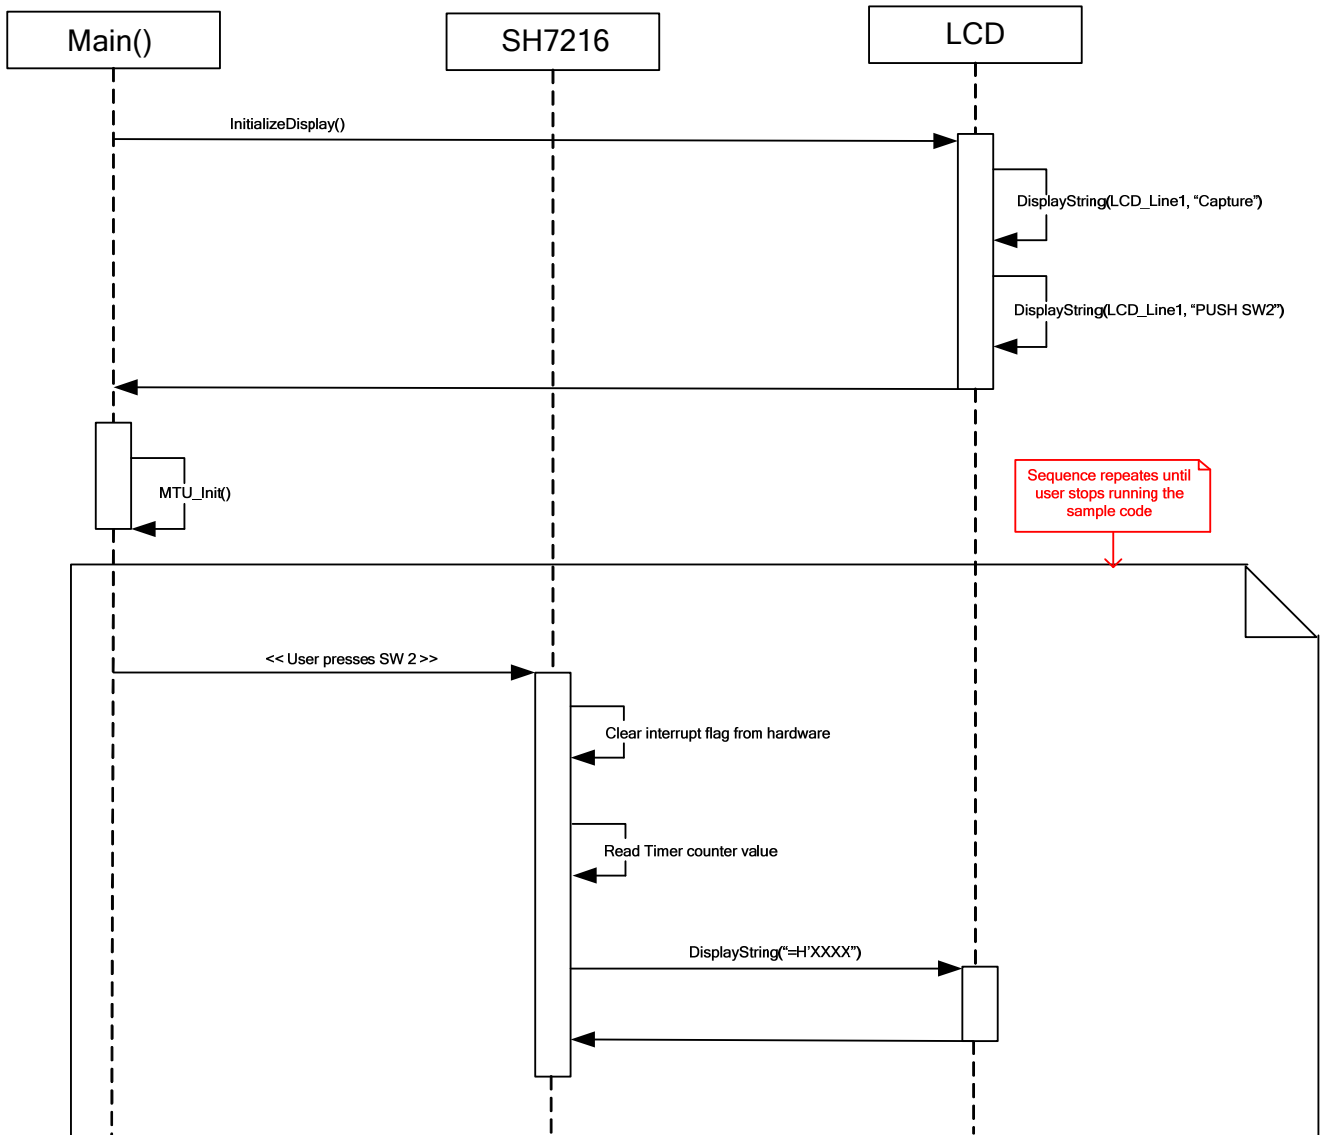 Main()
SH7216
LCD
InitializeDisplay()
DisplayString(LCD_Line1, “Capture”)
DisplayString(LCD_Line1, “PUSH SW2”)
MTU_Init()
Sequence repeates until
user stops running the
sample code
<< User presses SW 2 >>
Clear interrupt flag from hardware
Read Timer counter value
DisplayString(“=H’XXXX”)